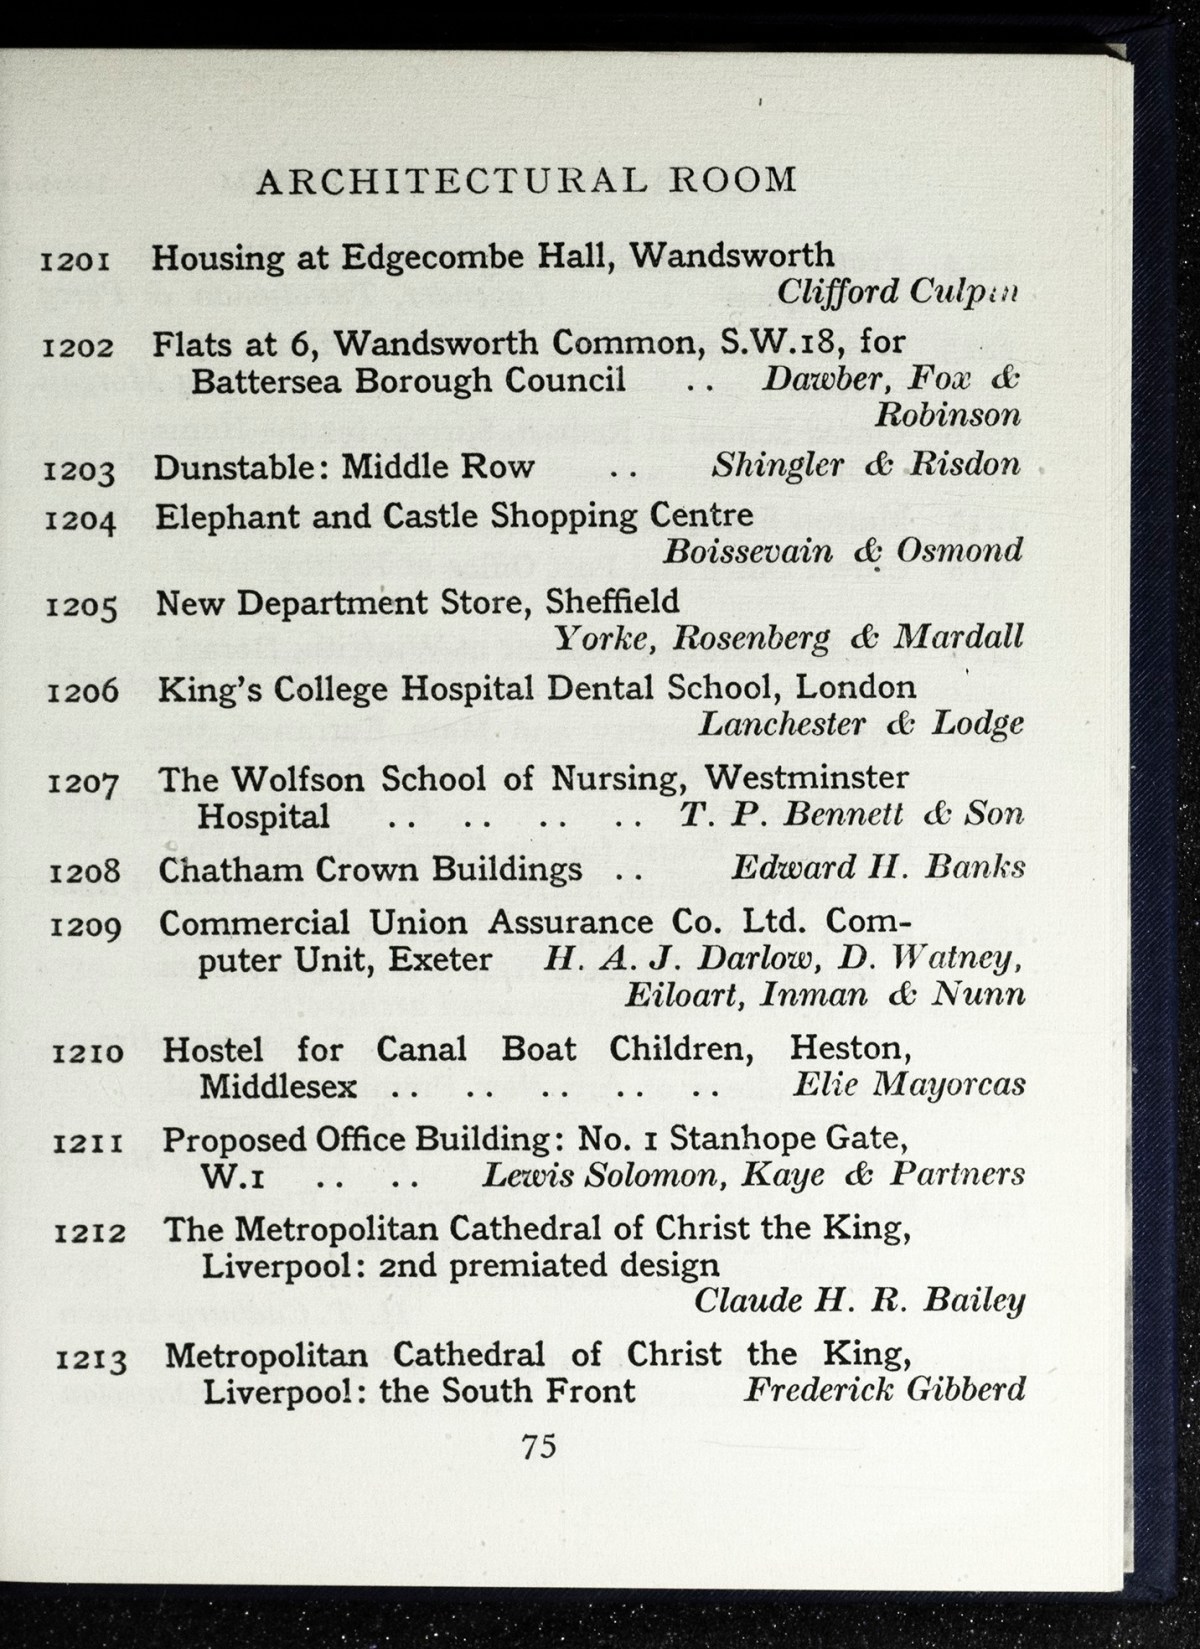 ARCHITECTURAL ROOM
1201 Housing at Edgecombe Hall, Wandsworth
Clifford Culpin
1202 Flats at 6, Wandsworth Common, S.W.18, for
Battersea Borough Council .. Dawber, Fox &
Robinson
1203 Dunstable: Middle Row .. Shingler & Risdon
1204 Elephant and Castle Shopping Centre
Boissevain & Osmond
1205 New Department Store, Sheffield
Yorke, Rosenberg & Mardall
1206 King's College Hospital Dental School, London
Lanchester & Lodge
1207 The Wolfson School of Nursing, Westminster
Hospital .. .. .. .. T. P. Bennett & Son
1208 Chatham Crown Buildings .. Edward H. Banks
1209 Commercial Union Assurance Co. Ltd. Com-
puter Unit, Exeter H. A. J. Darlow, D. Watney,
Eiloart, Inman & Nunn
1210 Hostel for Canal Boat Children, Heston,
Middlesex .. .. .. .. .. Elie Mayorcas
1211 Proposed Office Building: No. 1 Stanhope Gate,
W.1 .. .. Lewis Solomon, Kaye & Partners
1212 The Metropolitan Cathedral of Christ the King,
Liverpool: 2nd premiated design
Claude H. R. Bailey
1213 Metropolitan Cathedral of Christ the King,
Liverpool: the South Front Frederick Gibberd
75